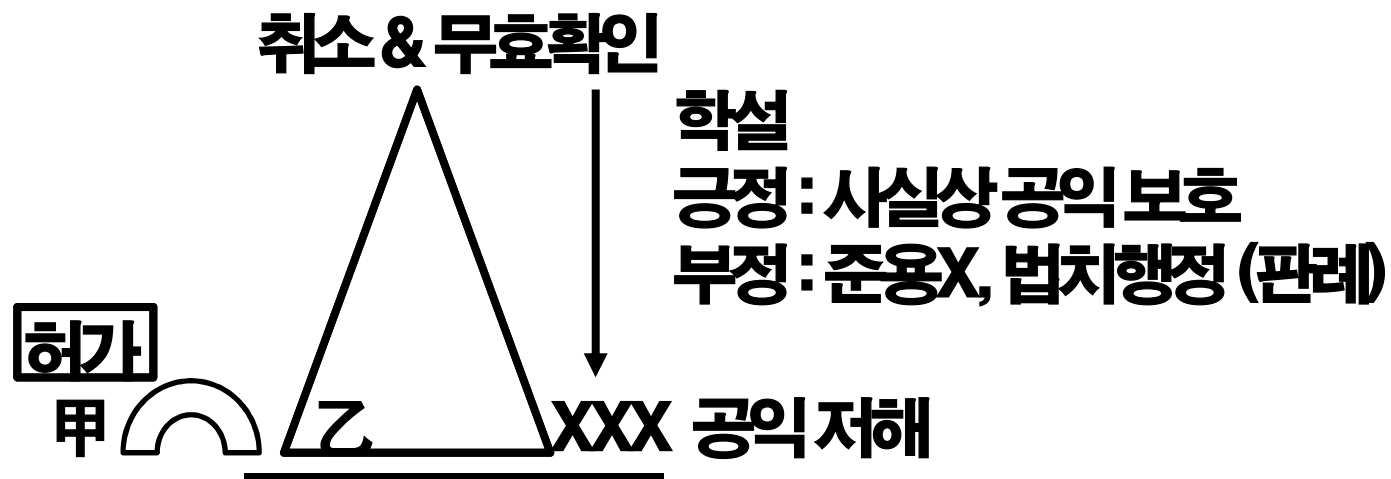 취소 & 무효확인
학설
긍정 : 사실상 공익 보호
부정 : 준용X, 법치행정 (판례)
허가
甲
乙
XXX 공익 저해